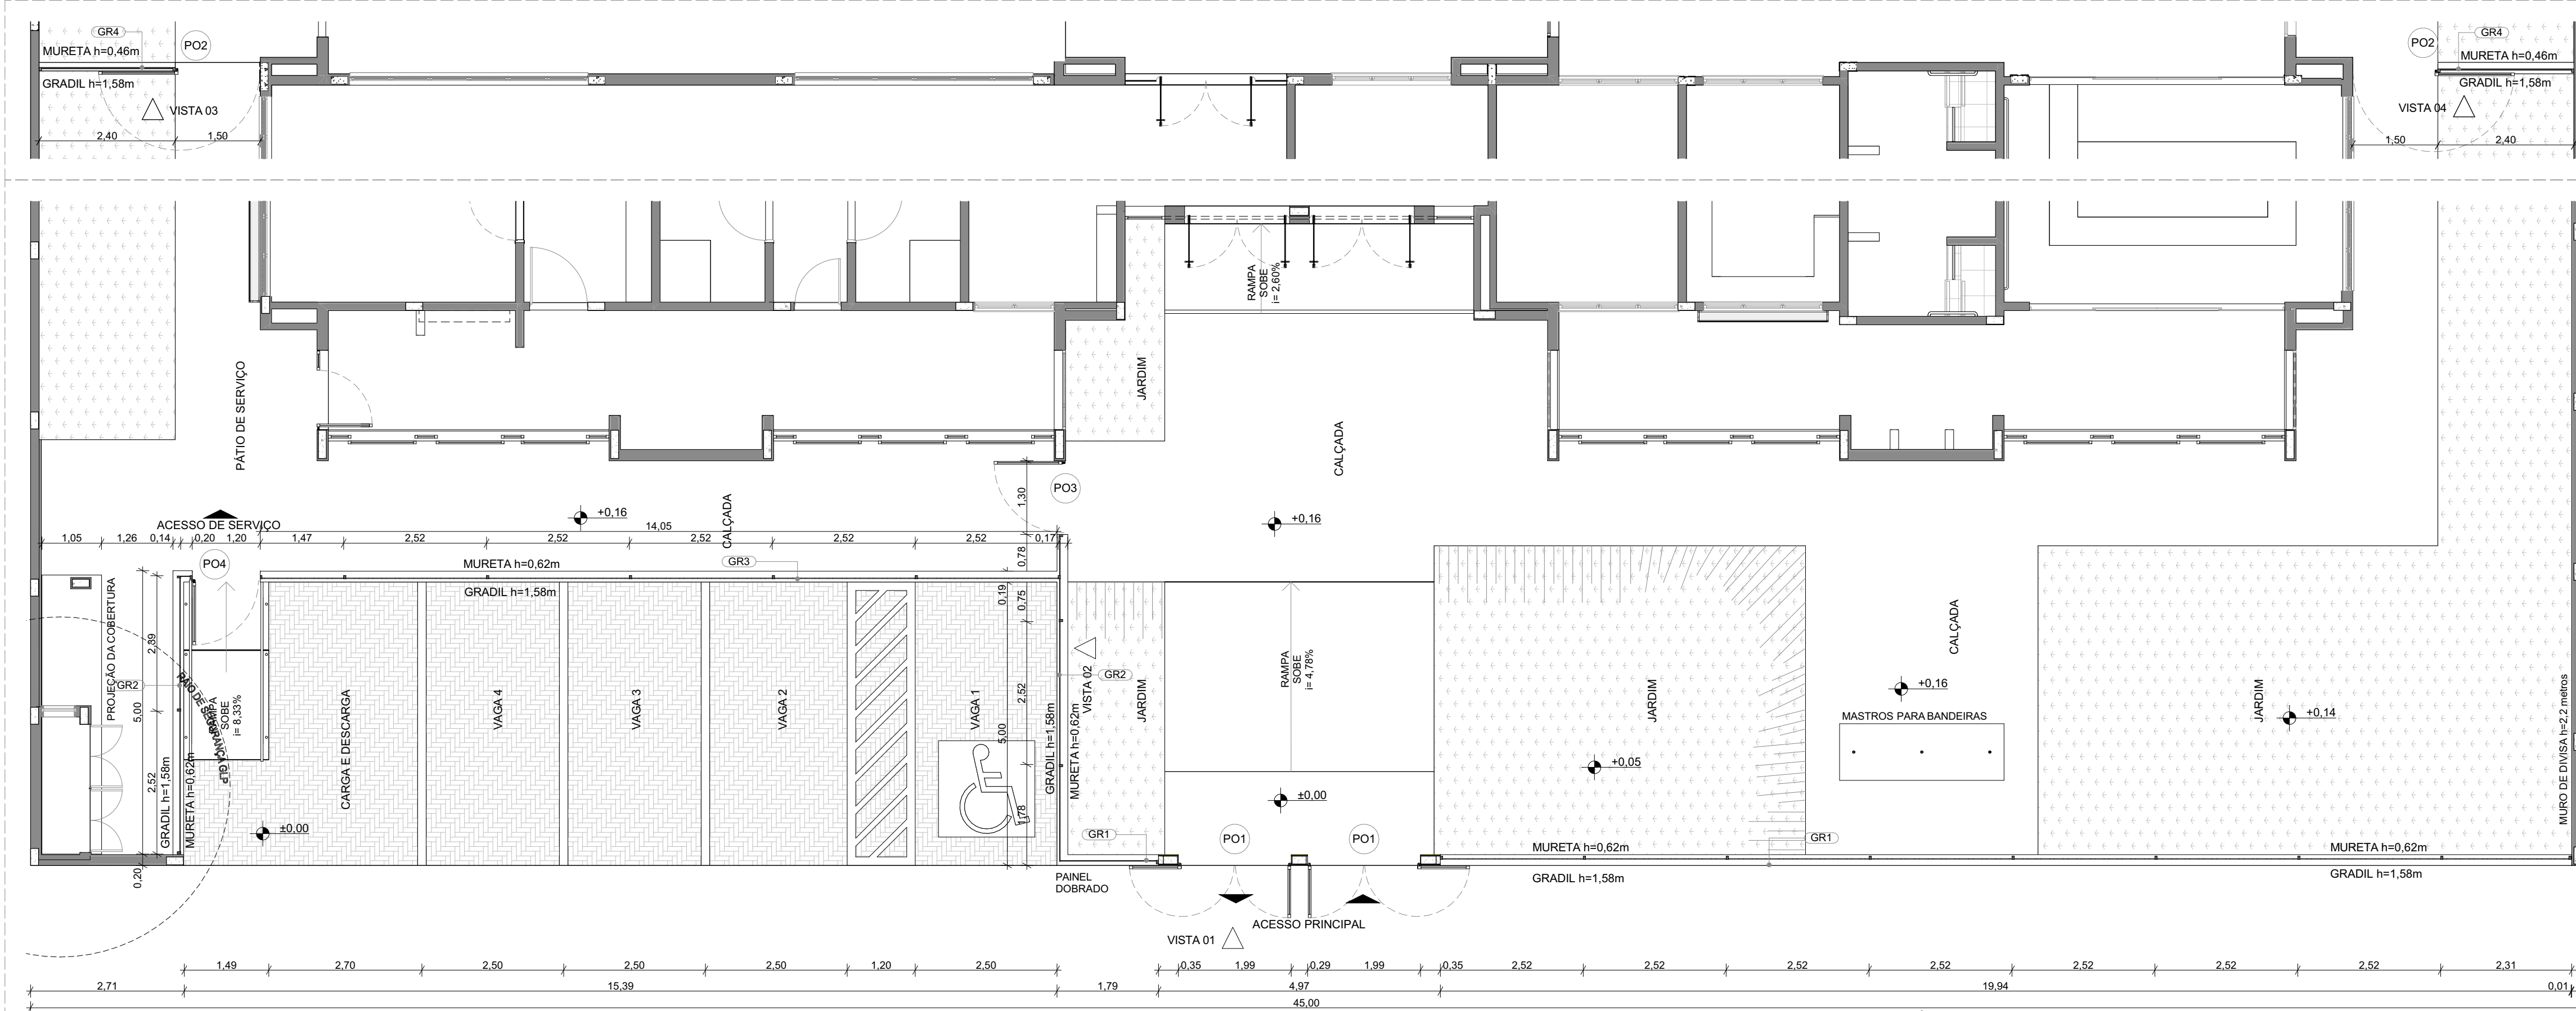 GR4
PO2
MURETA h=0,46m
GRADIL h=1,58m
VISTA 03
2,40
1,50
PO2
GR4
MURETA h=0,46m
GRADIL h=1,58m
VISTA 04
1,50
2,40
RAMPA
SOBE
i= 2,60%
JARDIM
PÁTIO DE SERVIÇO
CALÇADA
PO3
1,30
CALÇADA
+0,16
+0,16
ACESSO DE SERVIÇO
14,05
1,05
1,26
0,14
0,20
1,20
1,47
2,52
2,52
2,52
2,52
2,52
0,17
0,78
PO4
MURETA h=0,62m
GR3
GRADIL h=1,58m
0,19
0,75
PROJEÇÃO DA COBERTURA
2,39
GR2
5,00
RAIO DE SEGURANÇA GLP
RAMPA
SOBE
i= 8,33%
CARGA E DESCARGA
VAGA 4
VAGA 3
VAGA 2
VAGA 1
2,52
5,00
1,78
GRADIL h=1,58m
MURETA h=0,62m
VISTA 02
GR2
JARDIM
RAMPA
SOBE
i= 4,78%
JARDIM
CALÇADA
+0,16
MASTROS PARA BANDEIRAS
JARDIM
+0,14
MURO DE DIVISA h=2,2 metros
+0,05
2,52
GRADIL h=1,58m
MURETA h=0,62m
±0,00
±0,00
0,20
GR1
PO1
PO1
GR1
MURETA h=0,62m
GRADIL h=1,58m
MURETA h=0,62m
GRADIL h=1,58m
PAINEL
DOBRADO
ACESSO PRINCIPAL
VISTA 01
1,49
2,70
2,50
2,50
2,50
1,20
2,50
0,35
1,99
0,29
1,99
0,35
2,52
2,52
2,52
2,52
2,52
2,52
2,52
2,31
2,71
15,39
1,79
4,97
19,94
0,01
45,00